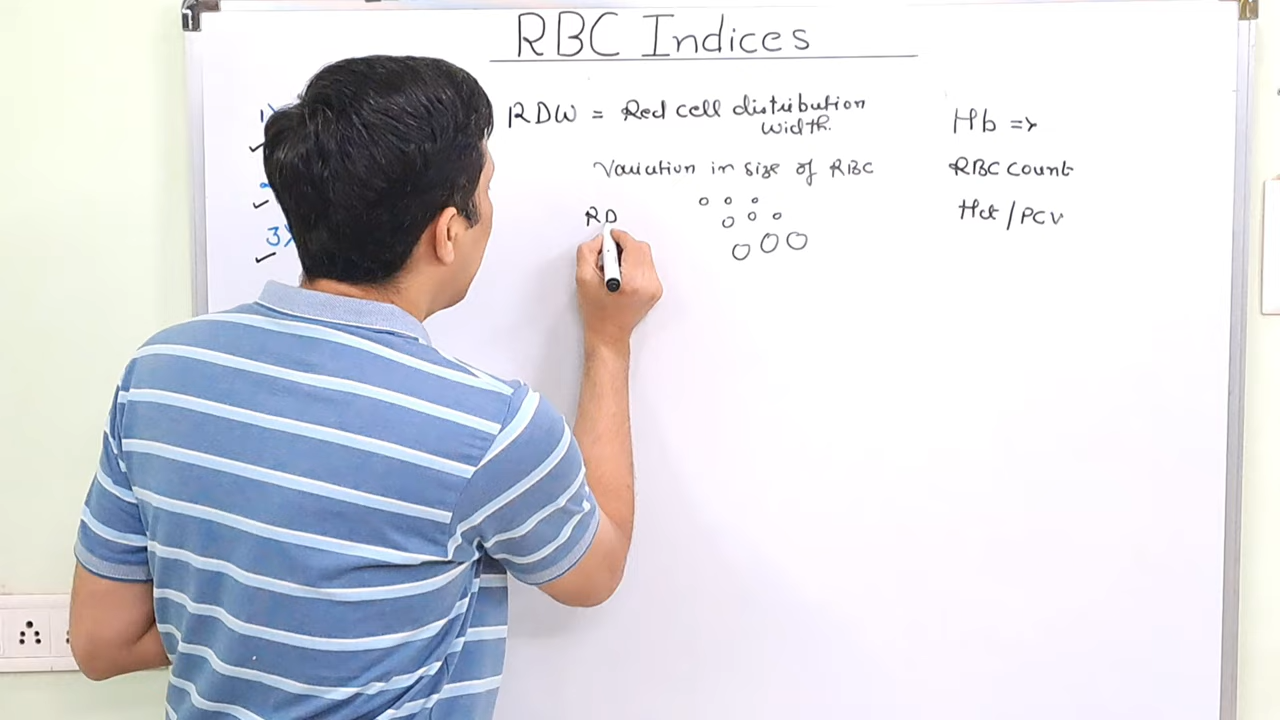 RBC Indices
1)
3)
RDW = Red cell distribution
width.
Variation in size of RBC
RD
Hb =>
RBC count
Hct / PCV